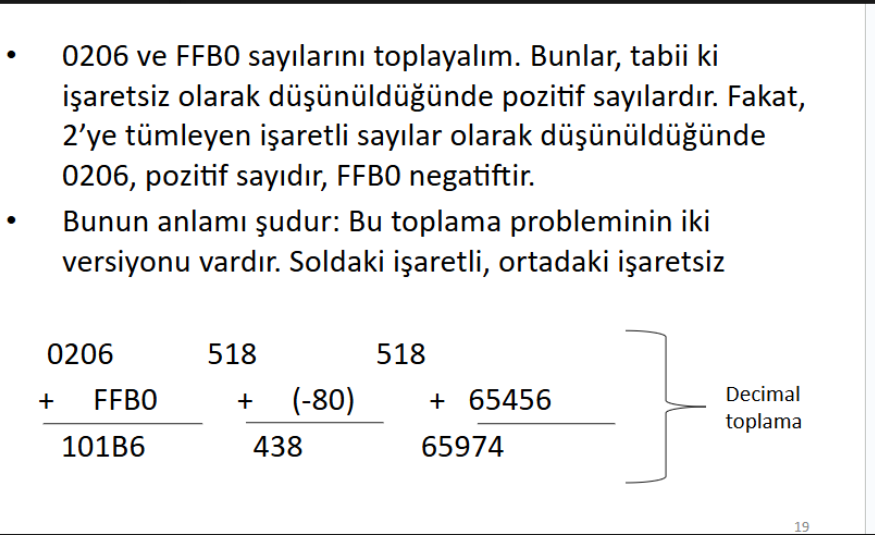 • 0206 ve FFB0 sayılarını toplayalım. Bunlar, tabii ki
işaretsiz olarak düşünüldüğünde pozitif sayılardır. Fakat,
2’ye tümleyen işaretli sayılar olarak düşünüldüğünde
0206, pozitif sayıdır, FFB0 negatiftir.
• Bunun anlamı şudur: Bu toplama probleminin iki
versiyonu vardır. Soldaki işaretli, ortadaki işaretsiz
0206 518 518
+ FFB0 + (-80) + 65456
101B6 438 65974
Decimal
toplama
19